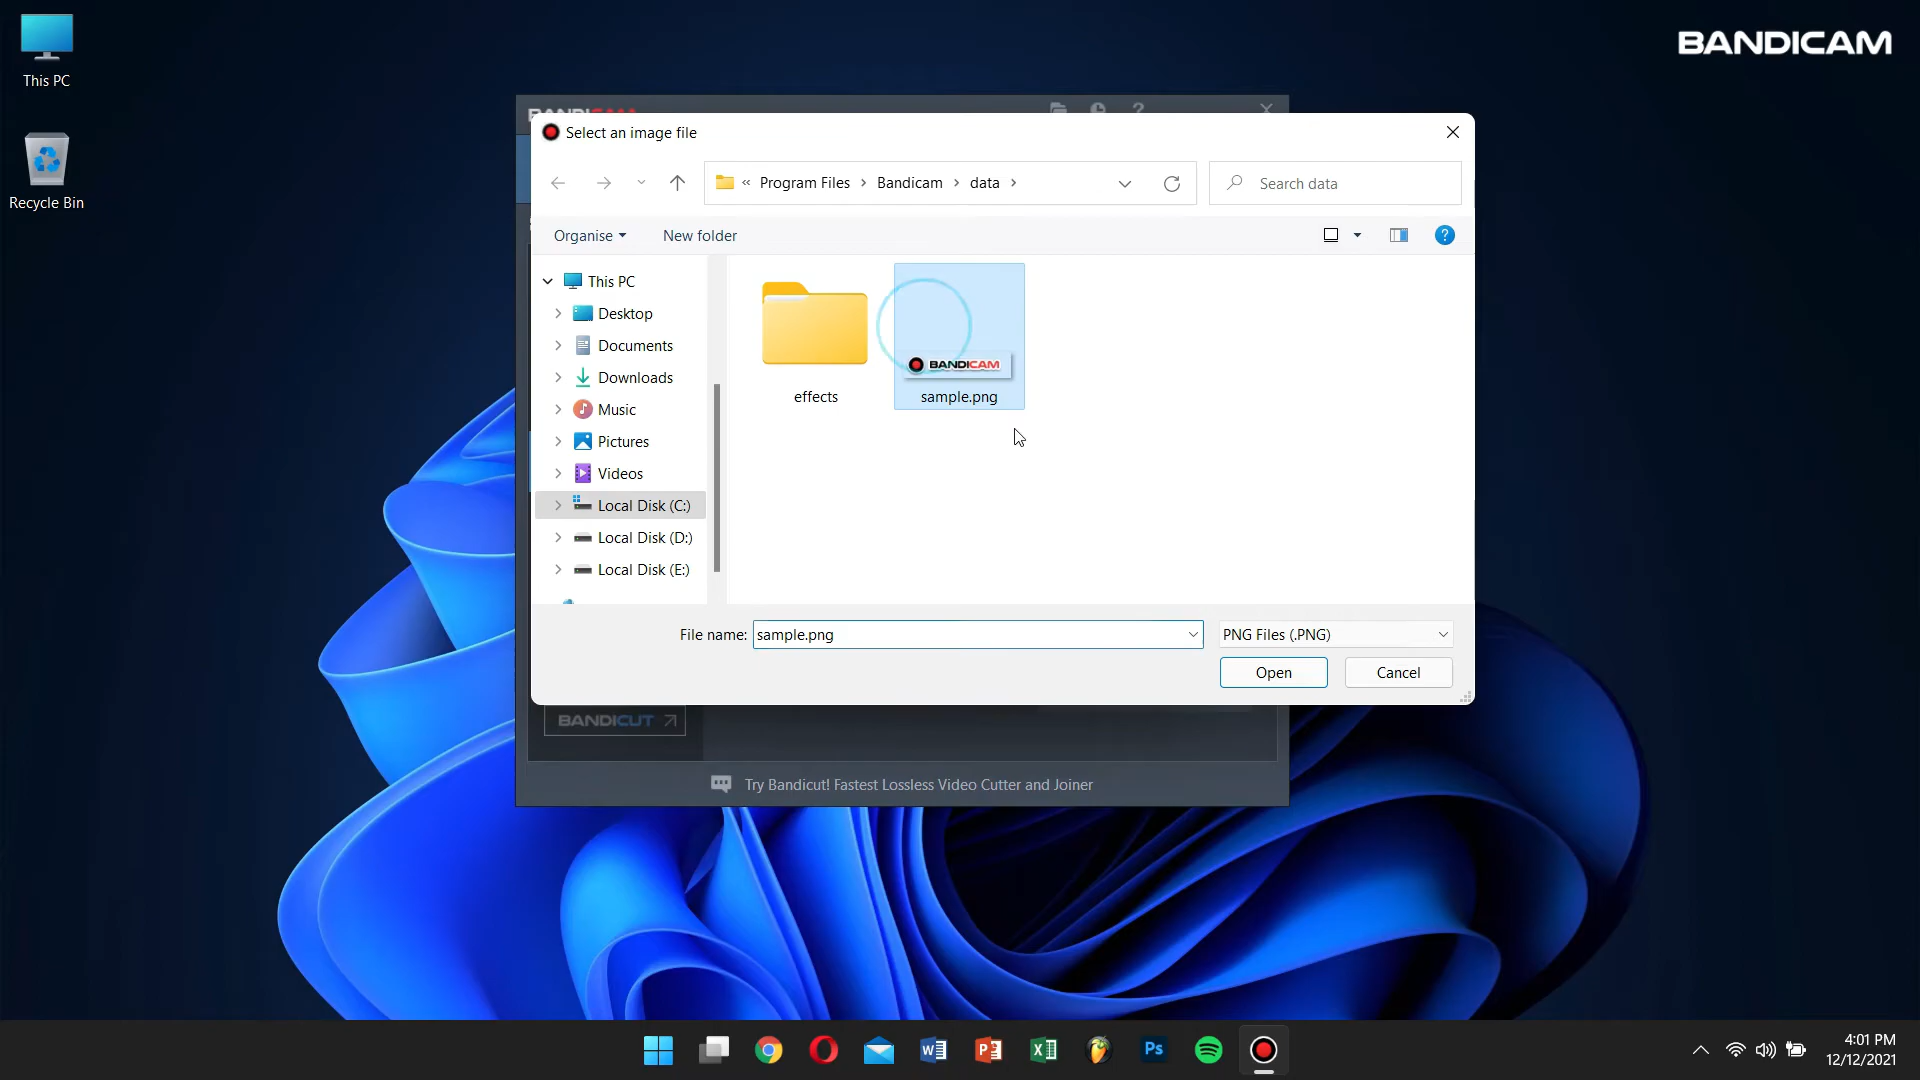 This PC
Recycle Bin
BANDICAM
BANDICAM
Select an image file
« Program Files > Bandicam > data >
Search data
Organise
New folder
This PC
Desktop
Documents
Downloads
Music
Pictures
Videos
Local Disk (C:)
Local Disk (D:)
Local Disk (E:)
effects
BANDICAM
sample.png
File name:
sample.png
PNG Files (.PNG)
Open
Cancel
BANDICUT
Try Bandicut! Fastest Lossless Video Cutter and Joiner
Ps
4:01 PM
12/12/2021